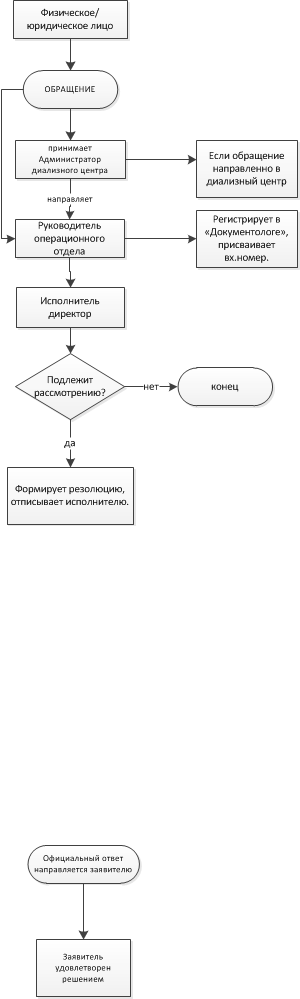 Физическое/
юридическое лицо
ОБРАЩЕНИЕ
принимает
Администратор
диализного центра
Если обращение
направленно в
диализный центр
направляет
Руководитель
операционного
отдела
Регистрирует в
«Документологе»,
присваивает
вх.номер.
Исполнитель
директор
Подлежит
рассмотрению?
нет
конец
да
Формирует резолюцию,
отписывает исполнителю.
Официальный ответ
направляется заявителю
Заявитель
удовлетворен
решением